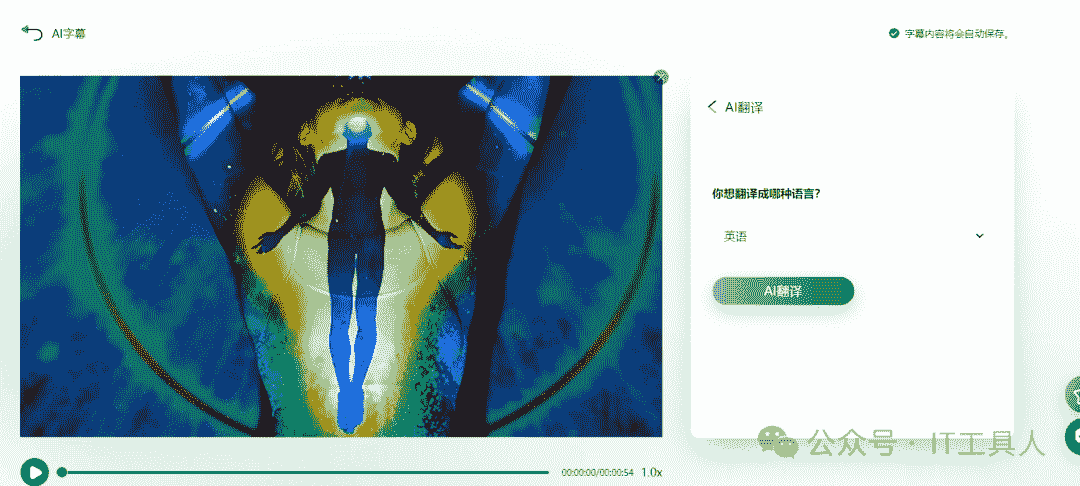 AI字幕
字幕内容将会自动保存。
AI翻译
你想翻译成哪种语言?
英语
AI翻译
00:00:00/00:00:54 1.0x
公众号 · IT工具人